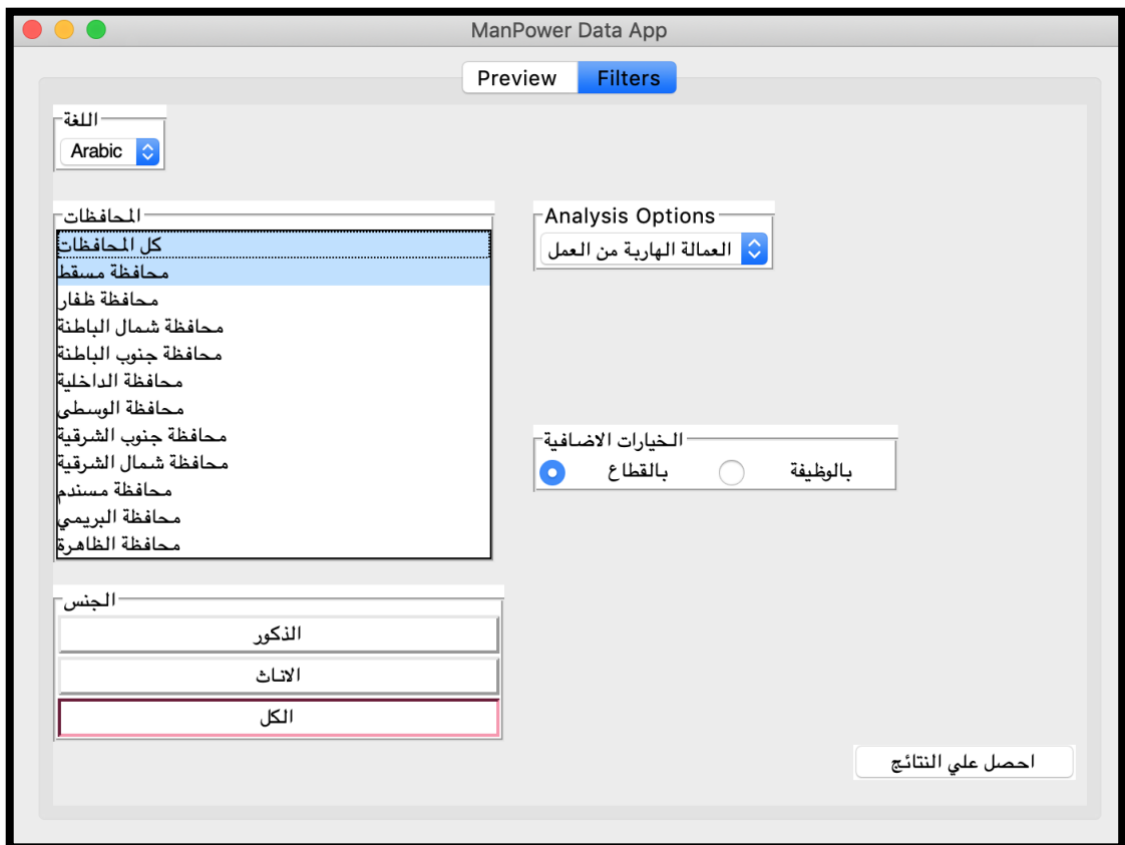 ManPower Data App
Preview
Filters
اللغة
Arabic
المحافظات
كل المحافظات
محافظة مسقط
محافظة ظفار
محافظة شمال الباطنة
محافظة جنوب الباطنة
محافظة الداخلية
محافظة الوسطى
محافظة جنوب الشرقية
محافظة شمال الشرقية
محافظة مسندم
محافظة البريمي
محافظة الظاهرة
Analysis Options
العمالة الهاربة من العمل
الخيارات الاضافية
بالقطاع
بالوظيفة
الجنس
الذكور
الاناث
الكل
احصل علي النتائج